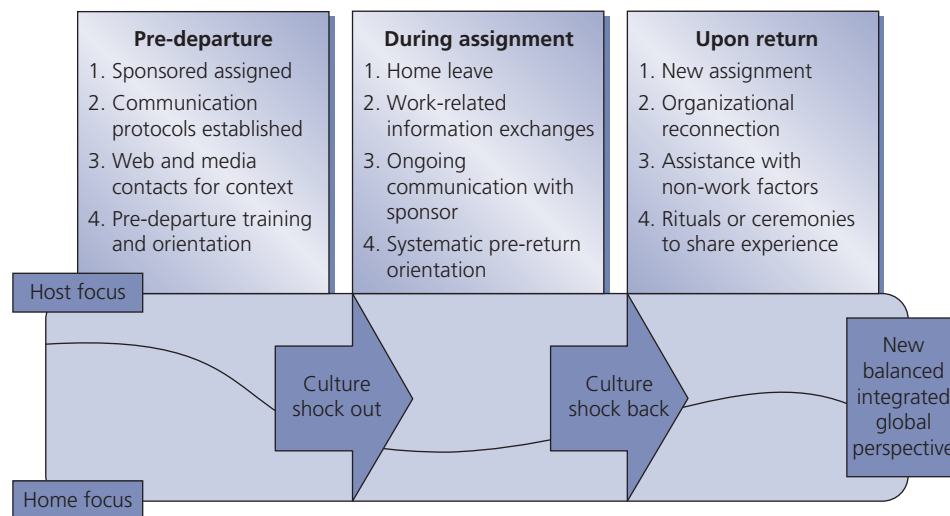 Pre-departure
1. Sponsored assigned
2. Communication
protocols established
3. Web and media
contacts for context
4. Pre-departure training
and orientation
During assignment
1. Home leave
2. Work-related
information exchanges
3. Ongoing
communication with
sponsor
4. Systematic pre-return
orientation
Upon return
1. New assignment
2. Organizational
reconnection
3. Assistance with
non-work factors
4. Rituals or ceremonies
to share experience
Host focus
Culture
shock out
Culture
shock back
New
balanced
integrated
global
perspective
Home focus